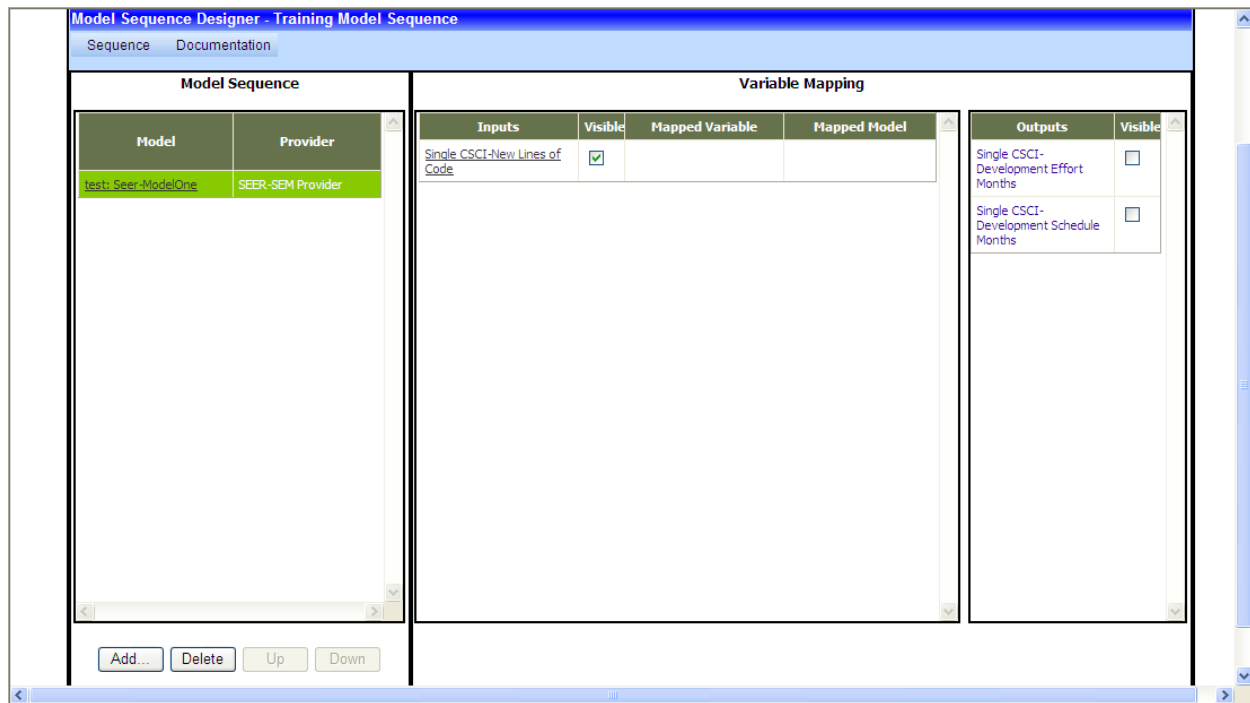 Model Sequence Designer - Training Model Sequence
Sequence Documentation
Model Sequence
Variable Mapping
Model Provider
test: Seer-ModelOne SEER-SEM Provider
Inputs Visible Mapped Variable Mapped Model
Single CSCI-New Lines of
Code
Outputs Visible
Single CSCI-
Development Effort
Months
Single CSCI-
Development Schedule
Months
Add... Delete Up Down